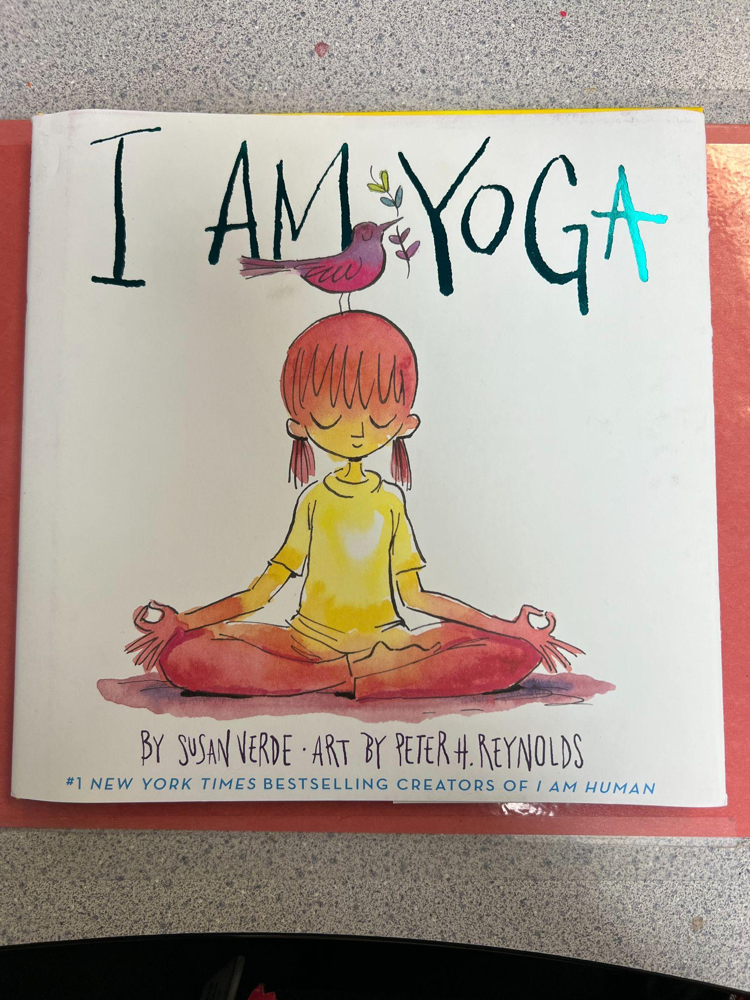 I AM YOGA
BY SUSAN VERDE · ART BY PETER H. REYNOLDS
#1 NEW YORK TIMES BESTSELLING CREATORS OF I AM HUMAN